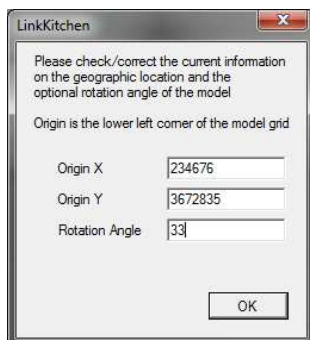 LinkKitchen
Please check/correct the current information
on the geographic location and the
optional rotation angle of the model
Origin is the lower left corner of the model grid
Origin X 234676
Origin Y 3672835
Rotation Angle 33
OK